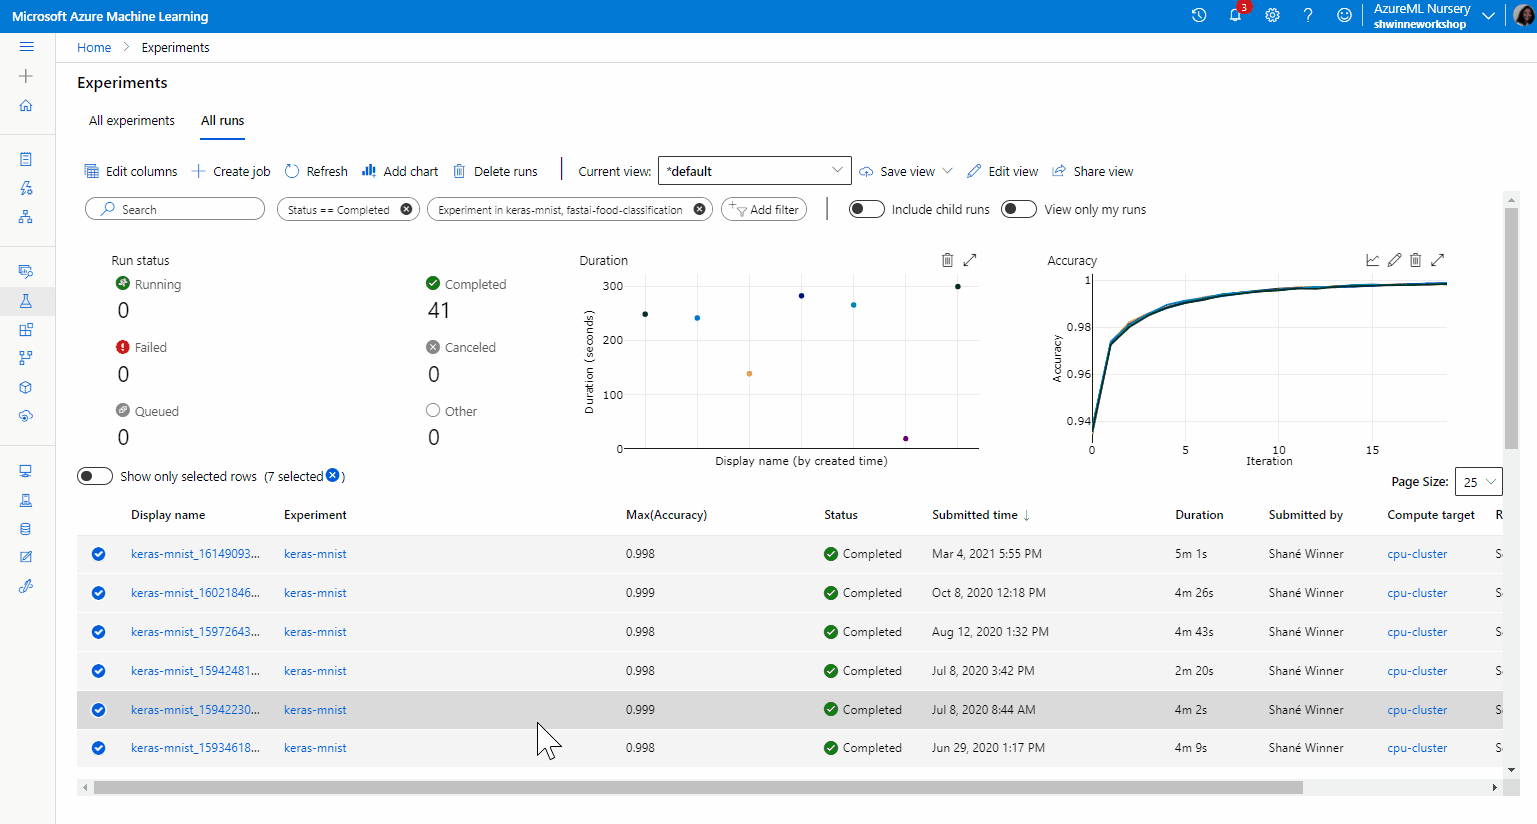 Microsoft Azure Machine Learning
3
AzureML Nursery
shwinneworkshop
Home > Experiments
Experiments
All experiments All runs
Edit columns Create job Refresh Add chart Delete runs Current view: *default Save view Edit view Share view
Search Status == Completed Experiment in keras-mnist, fastai-food-classification Add filter Include child runs View only my runs
Run status
Running
0
Completed
41
Failed
0
Canceled
0
Queued
0
Other
0
Duration
300
200
100
0
Duration (seconds)
Display name (by created time)
Accuracy
1
0.98
0.96
0.94
Accuracy
0 5 10 15
Iteration
Show only selected rows (7 selected )
Page Size: 25
Display name Experiment Max(Accuracy) Status Submitted time ↓ Duration Submitted by Compute target R
keras-mnist_16149093... keras-mnist 0.998 Completed Mar 4, 2021 5:55 PM 5m 1s Shané Winner cpu-cluster S
keras-mnist_16021846... keras-mnist 0.999 Completed Oct 8, 2020 12:18 PM 4m 26s Shané Winner cpu-cluster S
keras-mnist_15972643... keras-mnist 0.998 Completed Aug 12, 2020 1:32 PM 4m 43s Shané Winner cpu-cluster S
keras-mnist_15942481... keras-mnist 0.998 Completed Jul 8, 2020 3:42 PM 2m 20s Shané Winner cpu-cluster S
keras-mnist_15942230... keras-mnist 0.999 Completed Jul 8, 2020 8:44 AM 4m 2s Shané Winner cpu-cluster S
keras-mnist_15934618... keras-mnist 0.998 Completed Jun 29, 2020 1:17 PM 4m 9s Shané Winner cpu-cluster S